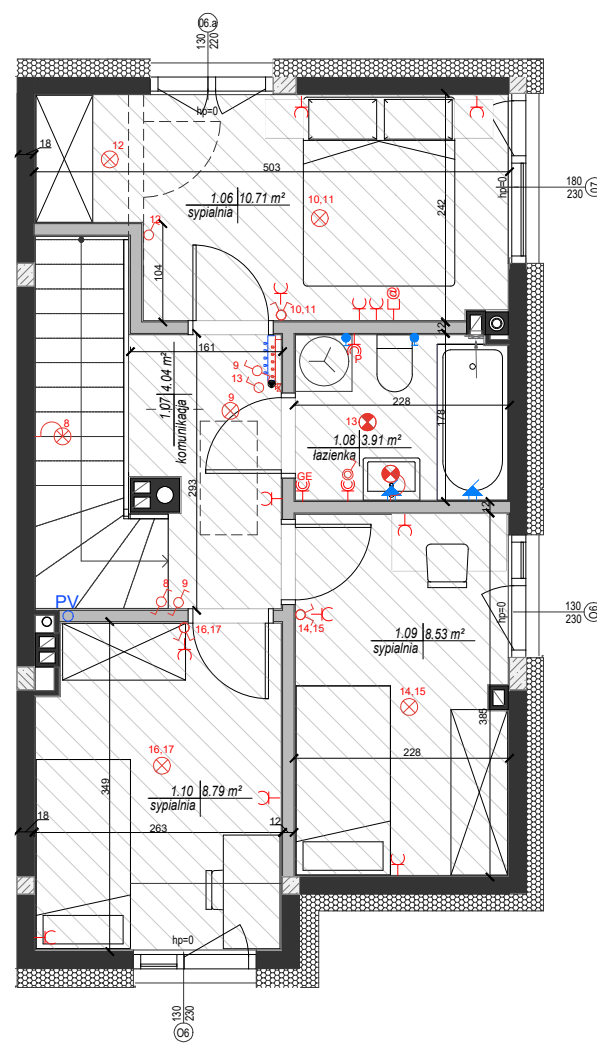 06.a
130
220
hp=0
12
18
503
180
230
07
hp=0
1.06 10.71 m²
sypialnia
10,11
242
12
104
@
10,11
12
161
9
13
P
1.07 4.04 m²
komunikacja
9
228
178
8
13
1.08 3.91 m²
łazienka
293
GE
12
8
9
PV
16,17
14,15
130
230
06
hp=0
1.09 8.53 m²
sypialnia
14,15
385
16,17
228
349
1.10 8.79 m²
sypialnia
18
263
12
hp=0
130
230
06